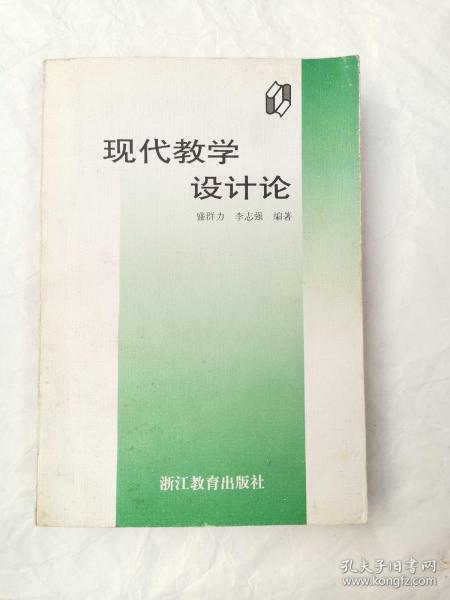 现代教学
设计论
盛群力 李志强 编著
浙江教育出版社
孔夫子旧书网
www.kongfz.com